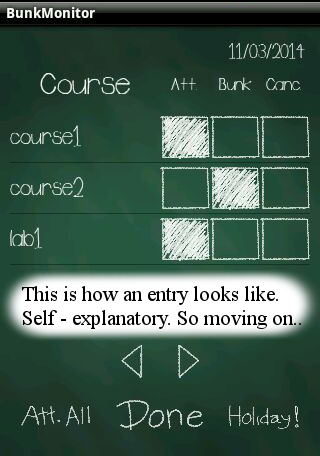 BunkMonitor
11/03/2014
Course Att. Bunk Canc.
course1
course2
lab1
This is how an entry looks like.
Self - explanatory. So moving on..
Att. All Done Holiday!